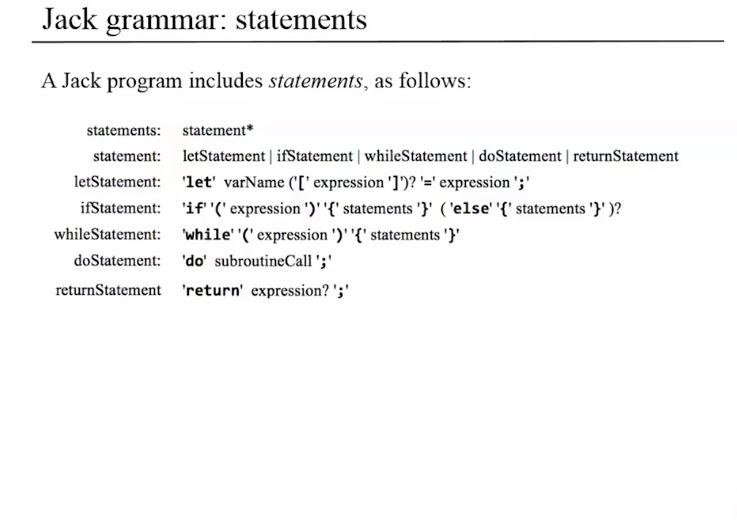 Jack grammar: statements
A Jack program includes statements, as follows:
statements: statement*
statement: letStatement | ifStatement | whileStatement | doStatement | returnStatement
letStatement: 'let' varName ('[' expression ']')? '=' expression ';'
ifStatement: 'if' '(' expression ')' '{' statements '}' ( 'else' '{' statements '}' )?
whileStatement: 'while' '(' expression ')' '{' statements '}'
doStatement: 'do' subroutineCall ';'
returnStatement 'return' expression? ';'